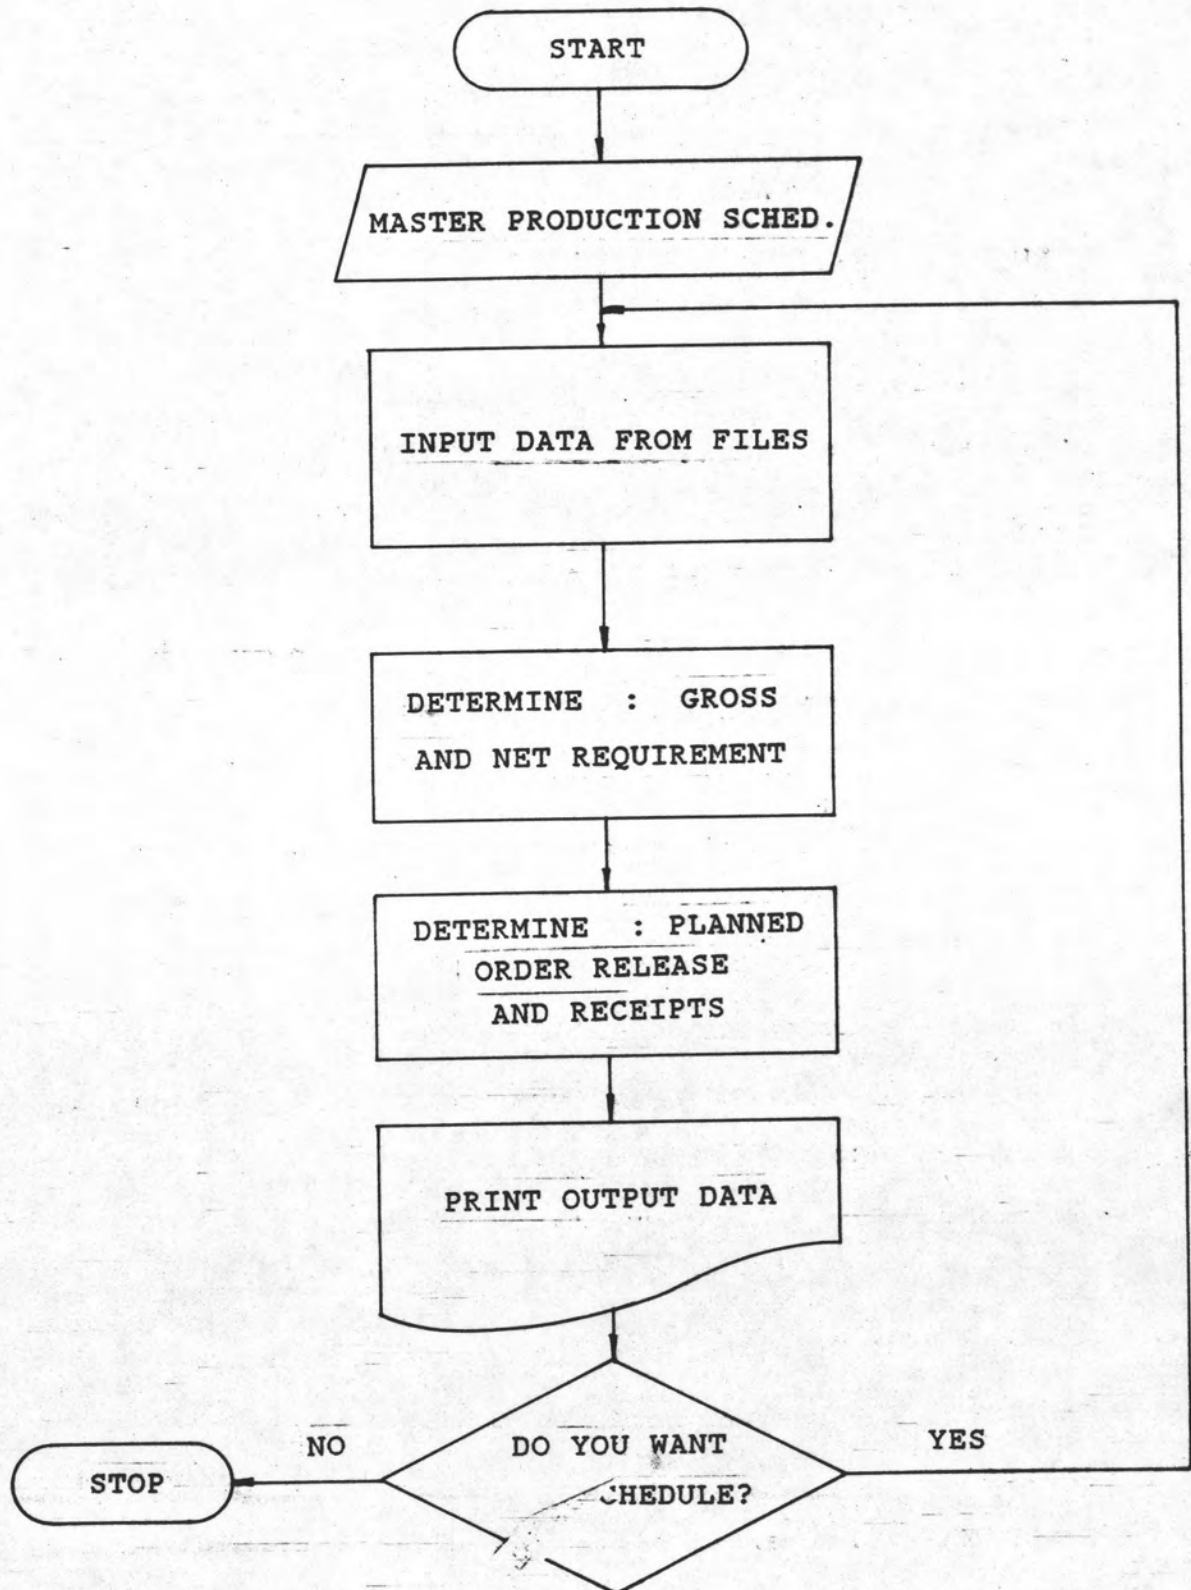 START
MASTER PRODUCTION SCHED.
INPUT DATA FROM FILES
DETERMINE : GROSS
AND NET REQUIREMENT
DETERMINE : PLANNED
ORDER RELEASE
AND RECEIPTS
PRINT OUTPUT DATA
NO
DO YOU WANT
YES
STOP
CHEDULE?